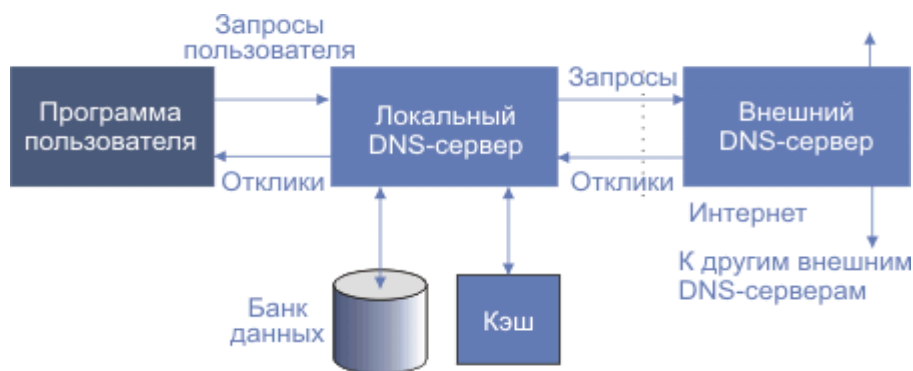 Запросы
пользователя
Программа
пользователя
Локальный
DNS-сервер
Запросы
Внешний
DNS-сервер
Отклики
Отклики
Интернет
К другим внешним
DNS-серверам
Банк
данных
Кэш